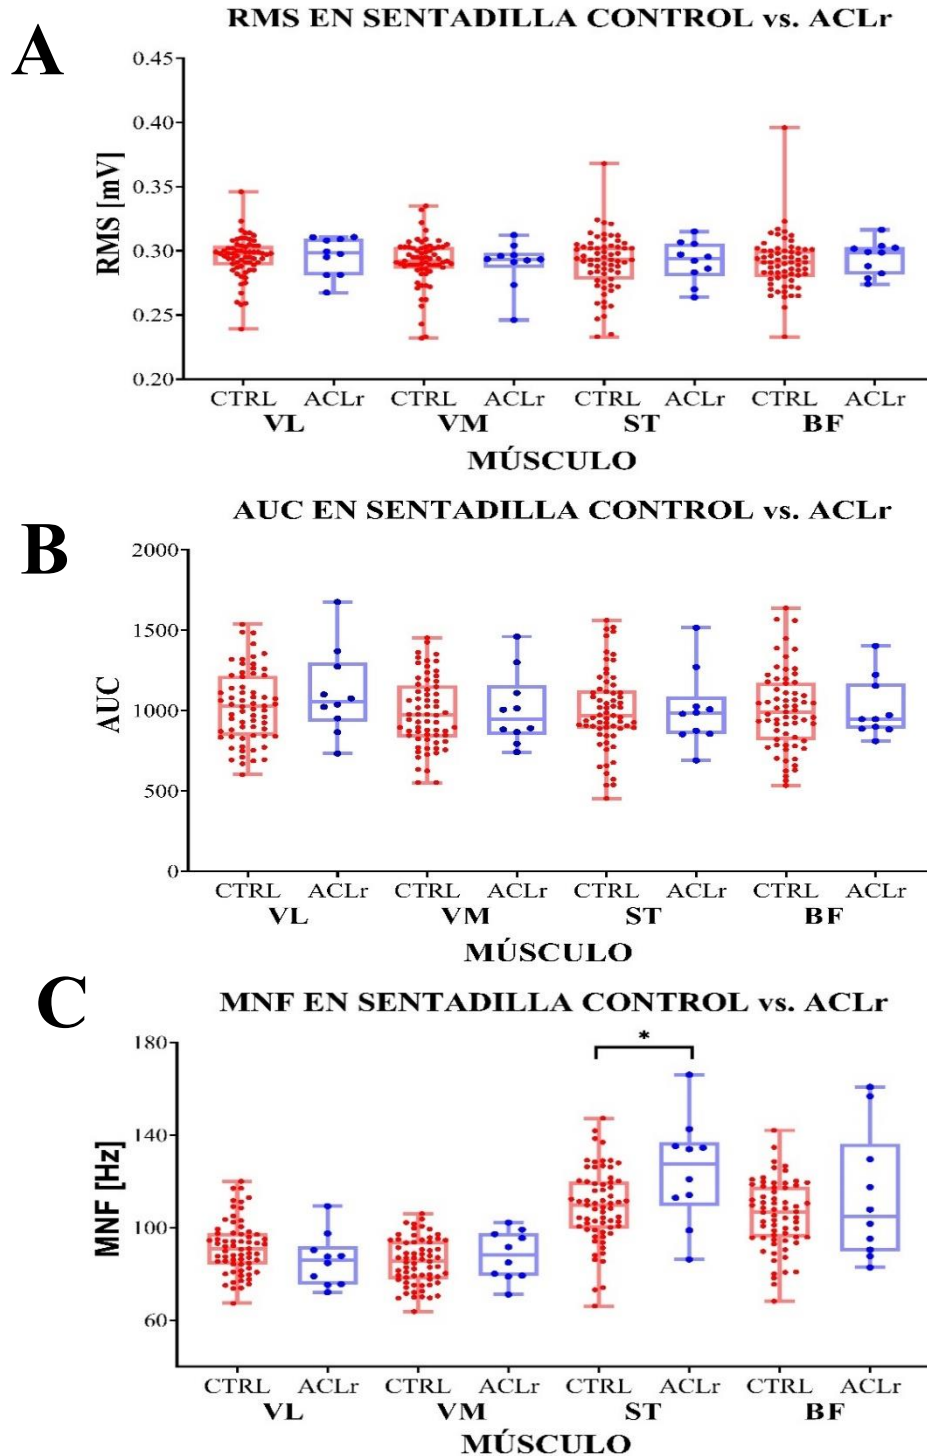 A
RMS EN SENTADILLA CONTROL vs. ACLr
RMS [mV]
0.45
0.40
0.35
0.30
0.25
0.20
CTRL ACLr CTRL ACLr CTRL ACLr CTRL ACLr
VL VM ST BF
MÚSCULO
B
AUC EN SENTADILLA CONTROL vs. ACLr
AUC
2000
1500
1000
500
0
CTRL ACLr CTRL ACLr CTRL ACLr CTRL ACLr
VL VM ST BF
MÚSCULO
C
MNF EN SENTADILLA CONTROL vs. ACLr
MNF [Hz]
180
140
100
60
*
CTRL ACLr CTRL ACLr CTRL ACLr CTRL ACLr
VL VM ST BF
MÚSCULO